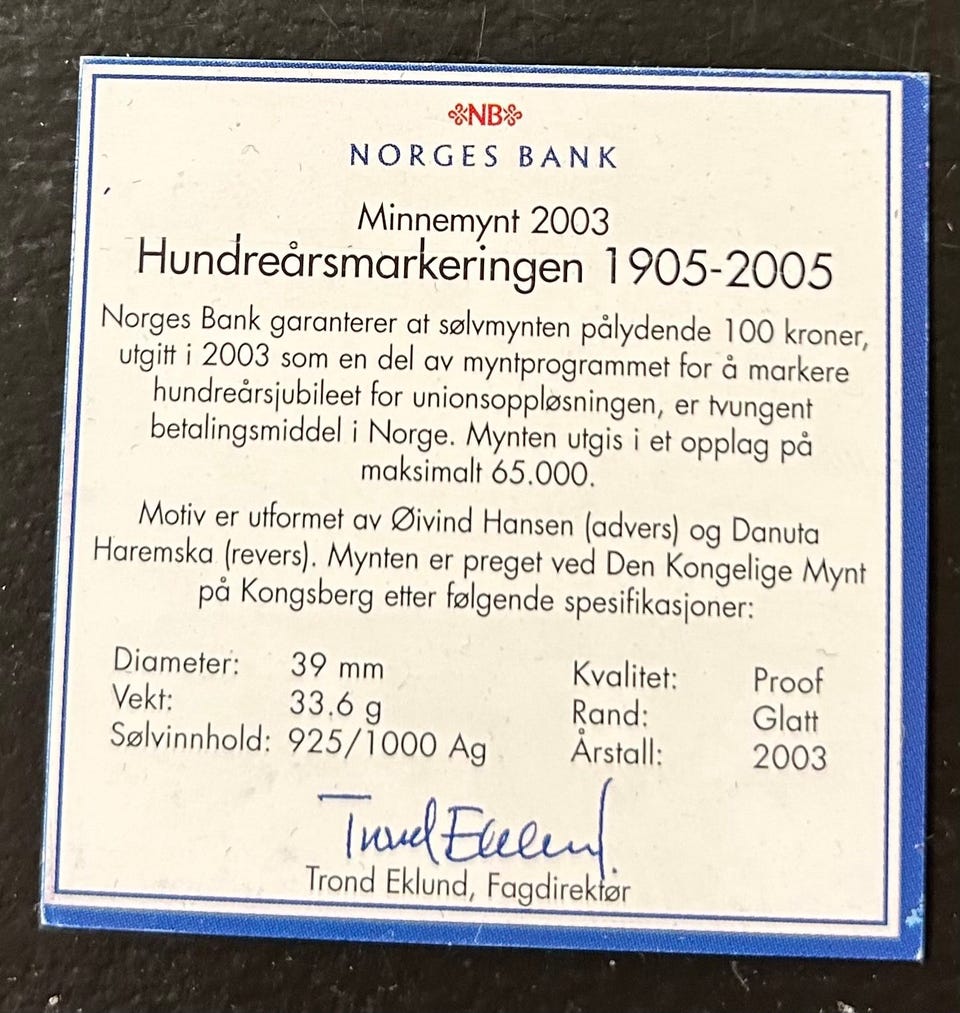 NB
NORGES BANK
Minnemynt 2003
Hundreårsmarkeringen 1905-2005
Norges Bank garanterer at sølvmynten pålydende 100 kroner,
utgitt i 2003 som en del av myntprogrammet for å markere
hundreårsjubileet for unionsoppløsningen, er tvungent
betalingsmiddel i Norge. Mynten utgis i et opplag på
maksimalt 65.000.
Motiv er utformet av Øivind Hansen (advers) og Danuta
Haremska (revers). Mynten er preget ved Den Kongelige Mynt
på Kongsberg etter følgende spesifikasjoner:
Diameter: 39 mm Kvalitet: Proof
Vekt: 33.6 g Rand: Glatt
Sølvinnhold: 925/1000 Ag Årstall: 2003
Trond Eklund
Trond Eklund, Fagdirektør